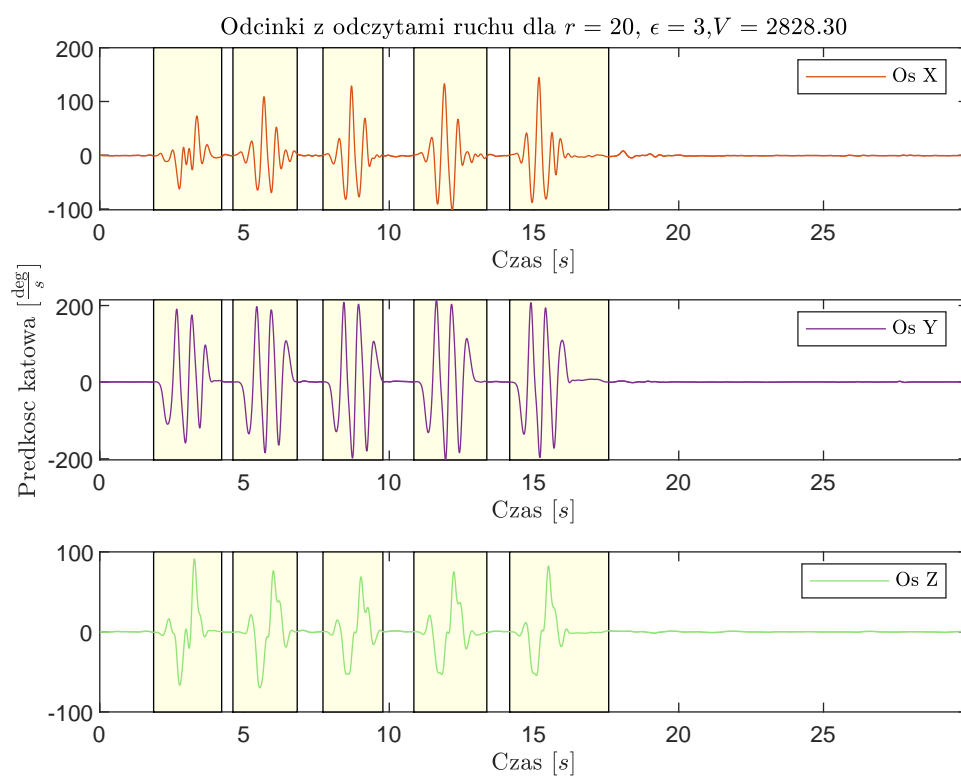 Odcinki z odczytami ruchu dla r = 20, ϵ = 3,V = 2828.30
200
100
0
-100
Os X
0 5 10 15 20 25
Czas [s]
Predkosc katowa [deg/s]
200
0
-200
Os Y
0 5 10 15 20 25
Czas [s]
100
0
-100
Os Z
0 5 10 15 20 25
Czas [s]